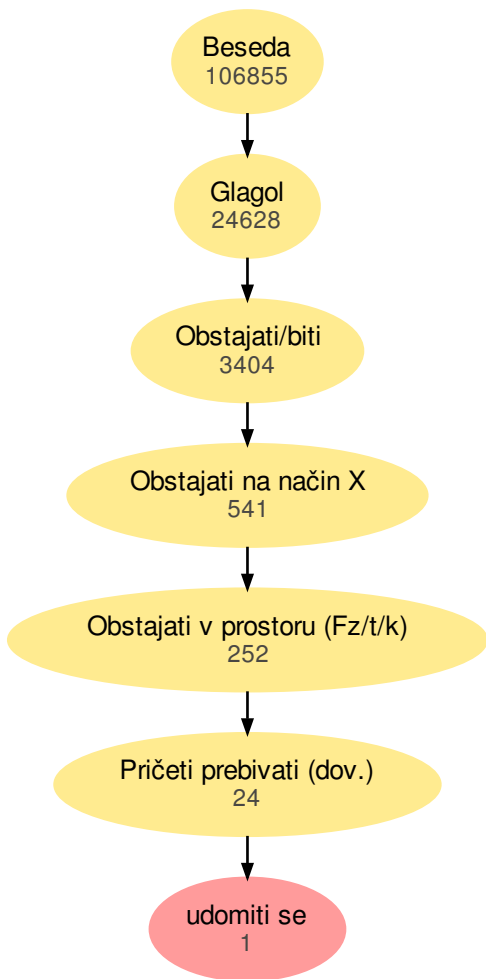 Beseda
106855
Glagol
24628
Obstajati/biti
3404
Obstajati na način X
541
Obstajati v prostoru (Fz/t/k)
252
Pričeti prebivati (dov.)
24
udomiti se
1